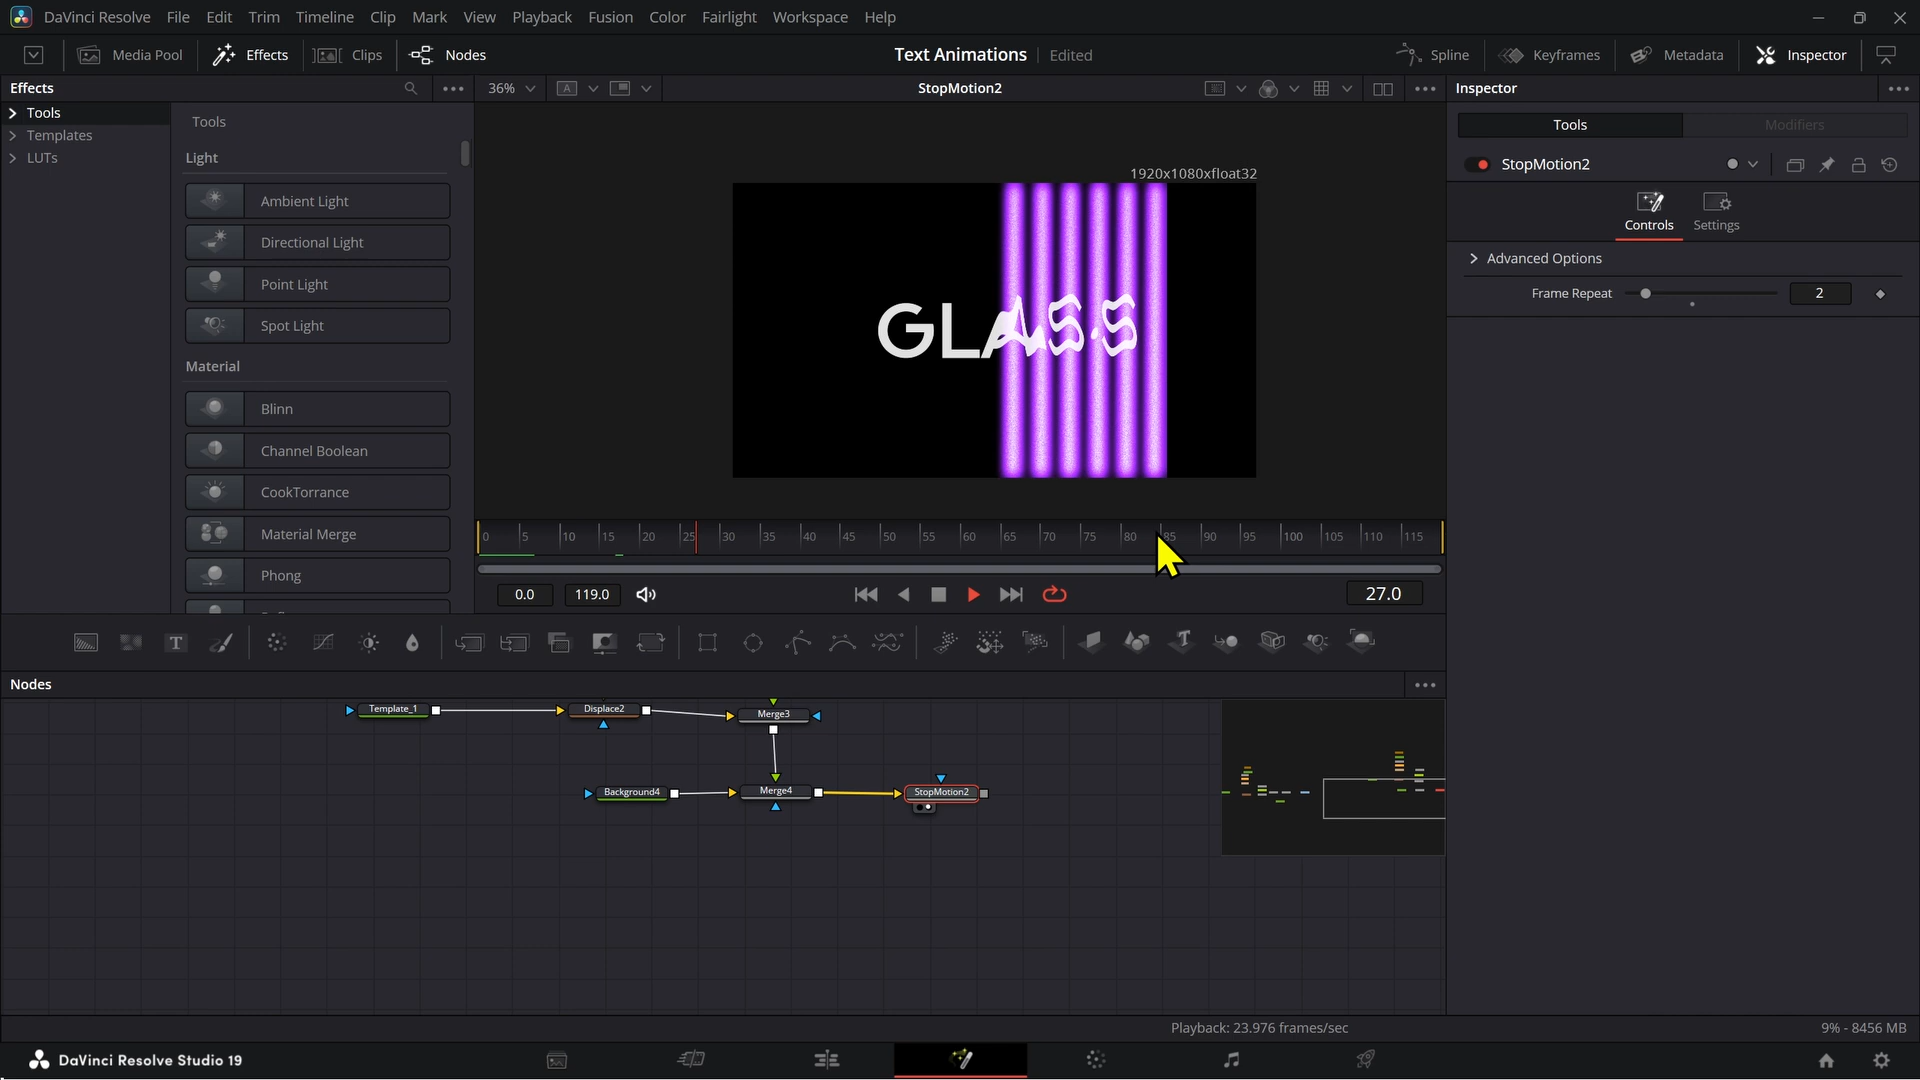 DaVinci Resolve File Edit Trim Timeline Clip Mark View Playback Fusion Color Fairlight Workspace Help
Media Pool Effects Clips Nodes Text Animations Edited Spline Keyframes Metadata Inspector
Effects 36% A StopMotion2 Inspector
Tools
Templates
LUTs
Tools
Light
Ambient Light
Directional Light
Point Light
Spot Light
Material
Blinn
Channel Boolean
CookTorrance
Material Merge
Phong
1920x1080xfloat32
GLASS
0 5 10 15 20 25 30 35 40 45 50 55 60 65 70 75 80 85 90 95 100 105 110 115
0.0 119.0 27.0
Tools Modifiers
StopMotion2
Controls Settings
Advanced Options
Frame Repeat 2
T
Nodes
Template_1 Displace2 Merge3
Background4 Merge4 StopMotion2
Playback: 23.976 frames/sec 9% - 8456 MB
DaVinci Resolve Studio 19